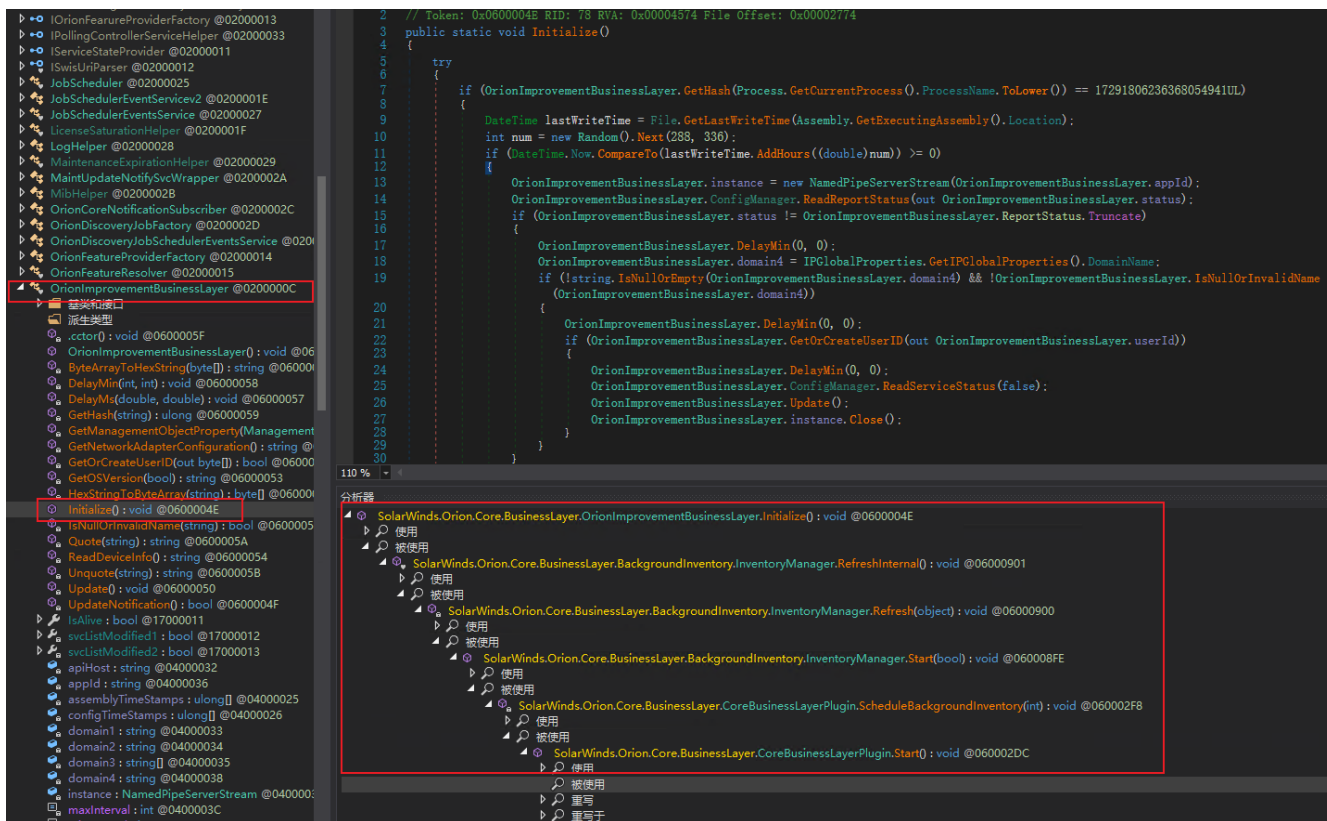 IOrionFearureProviderFactory @02000013
IPollingControllerServiceHelper @02000033
IServiceStateProvider @02000011
ISwisUriParser @02000012
JobScheduler @02000025
JobSchedulerEventServicev2 @0200001E
JobSchedulerEventsService @02000027
LicenseSaturationHelper @0200001F
LogHelper @02000028
MaintenanceExpirationHelper @02000029
MaintUpdateNotifySvcWrapper @0200002A
MibHelper @0200002B
OrionCoreNotificationSubscriber @0200002C
OrionDiscoveryJobFactory @0200002D
OrionDiscoveryJobSchedulerEventsService @020
OrionFeatureProviderFactory @02000014
OrionFeatureResolver @02000015
OrionImprovementBusinessLayer @0200000C
基类和接口
派生类型
.cctor() : void @0600005F
OrionImprovementBusinessLayer() : void @06
ByteArrayToHexString(byte[]) : string @06000
DelayMin(int, int) : void @06000058
DelayMs(double, double) : void @06000057
GetHash(string) : ulong @06000059
GetManagementObjectProperty(Management
GetNetworkAdapterConfiguration() : string @
GetOrCreateUserID(out byte[]) : bool @06000
GetOSVersion(bool) : string @06000053
HexStringToByteArray(string) : byte[] @06000
Initialize() : void @0600004E
IsNullOrInvalidName(string) : bool @0600005
Quote(string) : string @0600005A
ReadDeviceInfo() : string @06000054
Unquote(string) : string @0600005B
Update() : void @06000050
UpdateNotification() : bool @0600004F
IsAlive : bool @17000011
svcListModified1 : bool @17000012
svcListModified2 : bool @17000013
apiHost : string @04000032
appId : string @04000036
assemblyTimeStamps : ulong[] @04000025
configTimeStamps : ulong[] @04000026
domain1 : string @04000033
domain2 : string @04000034
domain3 : string[] @04000035
domain4 : string @04000038
instance : NamedPipeServerStream @0400003
maxInterval : int @0400003C
2 // Token: 0x0600004E RID: 78 RVA: 0x00004574 File Offset: 0x00002774
3 public static void Initialize()
4 {
5 try
6 {
7 if (OrionImprovementBusinessLayer.GetHash(Process.GetCurrentProcess().ProcessName.ToLower()) == 17291806236368054941UL)
8 {
9 DateTime lastWriteTime = File.GetLastWriteTime(Assembly.GetExecutingAssembly().Location);
10 int num = new Random().Next(288, 336);
11 if (DateTime.Now.CompareTo(lastWriteTime.AddHours((double)num)) >= 0)
12 {
13 OrionImprovementBusinessLayer.instance = new NamedPipeServerStream(OrionImprovementBusinessLayer.appId);
14 OrionImprovementBusinessLayer.ConfigManager.ReadReportStatus(out OrionImprovementBusinessLayer.status);
15 if (OrionImprovementBusinessLayer.status != OrionImprovementBusinessLayer.ReportStatus.Truncate)
16 {
17 OrionImprovementBusinessLayer.DelayMin(0, 0);
18 OrionImprovementBusinessLayer.domain4 = IPGlobalProperties.GetIPGlobalProperties().DomainName;
19 if (!string.IsNullOrEmpty(OrionImprovementBusinessLayer.domain4) && !OrionImprovementBusinessLayer.IsNullOrInvalidName
(OrionImprovementBusinessLayer.domain4))
20 {
21 OrionImprovementBusinessLayer.DelayMin(0, 0);
22 if (OrionImprovementBusinessLayer.GetOrCreateUserID(out OrionImprovementBusinessLayer.userId))
23 {
24 OrionImprovementBusinessLayer.DelayMin(0, 0);
25 OrionImprovementBusinessLayer.ConfigManager.ReadServiceStatus(false);
26 OrionImprovementBusinessLayer.Update();
27 OrionImprovementBusinessLayer.instance.Close();
28 }
29 }
30 }
110 %
分析器
SolarWinds.Orion.Core.BusinessLayer.OrionImprovementBusinessLayer.Initialize() : void @0600004E
使用
被使用
SolarWinds.Orion.Core.BusinessLayer.BackgroundInventory.InventoryManager.RefreshInternal() : void @06000901
使用
被使用
SolarWinds.Orion.Core.BusinessLayer.BackgroundInventory.InventoryManager.Refresh(object) : void @06000900
使用
被使用
SolarWinds.Orion.Core.BusinessLayer.BackgroundInventory.InventoryManager.Start(bool) : void @060008FE
使用
被使用
SolarWinds.Orion.Core.BusinessLayer.CoreBusinessLayerPlugin.ScheduleBackgroundInventory(int) : void @060002F8
使用
被使用
SolarWinds.Orion.Core.BusinessLayer.CoreBusinessLayerPlugin.Start() : void @060002DC
使用
被使用
重写
重写于